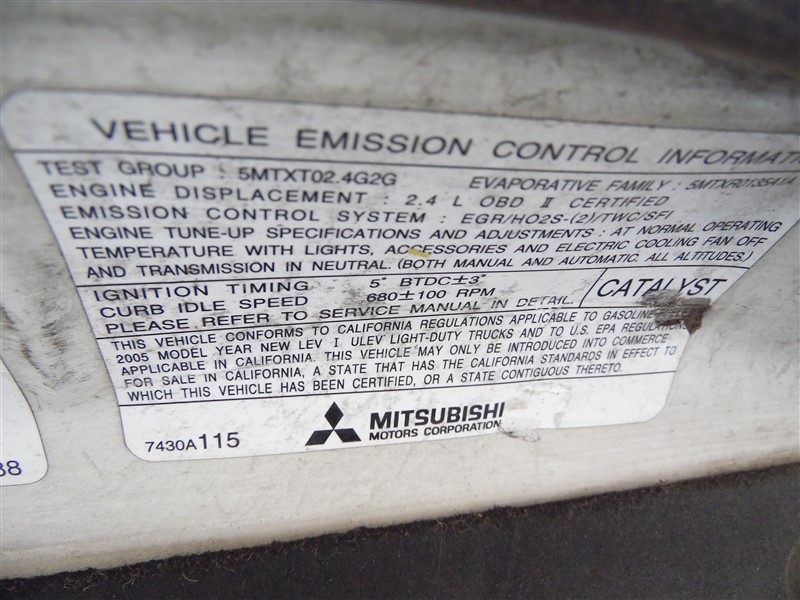 VEHICLE EMISSION CONTROL INFORMATI
TEST GROUP : 5MTXT02.4G2G EVAPORATIVE FAMILY : 5MTXR0135A1A
ENGINE DISPLACEMENT : 2.4 L OBD II CERTIFIED
EMISSION CONTROL SYSTEM : EGR/HO2S-(2)/TWC/SFI
ENGINE TUNE-UP SPECIFICATIONS AND ADJUSTMENTS : AT NORMAL OPERATING
TEMPERATURE WITH LIGHTS, ACCESSORIES AND ELECTRIC COOLING FAN OFF
AND TRANSMISSION IN NEUTRAL. (BOTH MANUAL AND AUTOMATIC. ALL ALTITUDES.)
IGNITION TIMING 5° BTDC±3°
CURB IDLE SPEED 680±100 RPM
PLEASE REFER TO SERVICE MANUAL IN DETAIL.
CATALYST
THIS VEHICLE CONFORMS TO CALIFORNIA REGULATIONS APPLICABLE TO GASOLINE
2005 MODEL YEAR NEW LEV I ULEV LIGHT-DUTY TRUCKS AND TO U.S. EPA REGULATIONS
APPLICABLE IN CALIFORNIA. THIS VEHICLE MAY ONLY BE INTRODUCED INTO COMMERCE
FOR SALE IN CALIFORNIA, A STATE THAT HAS THE CALIFORNIA STANDARDS IN EFFECT TO
WHICH THIS VEHICLE HAS BEEN CERTIFIED, OR A STATE CONTIGUOUS THERETO.
7430A115
MITSUBISHI
MOTORS CORPORATION
38